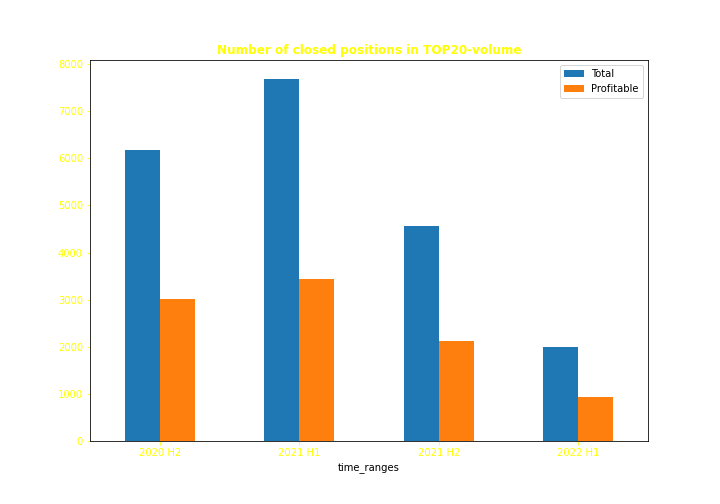 Number of closed positions in TOP20-volume
Total
Profitable
8000
7000
6000
5000
4000
3000
2000
1000
0
2020 H2
2021 H1
2021 H2
2022 H1
time_ranges